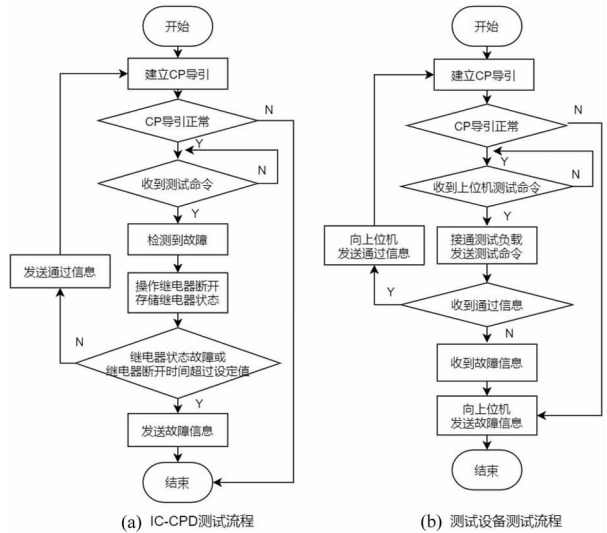 开始
建立CP导引
CP导引正常
N
Y
收到测试命令
N
Y
检测到故障
操作继电器断开
存储继电器状态
发送通过信息
N
继电器状态故障或
继电器断开时间超过设定值
Y
发送故障信息
结束
(a) IC-CPD测试流程
开始
建立CP导引
CP导引正常
N
Y
收到上位机测试命令
N
Y
接通测试负载
发送测试命令
向上位机
发送通过信息
Y
收到通过信息
N
收到故障信息
向上位机
发送故障信息
结束
(b) 测试设备测试流程